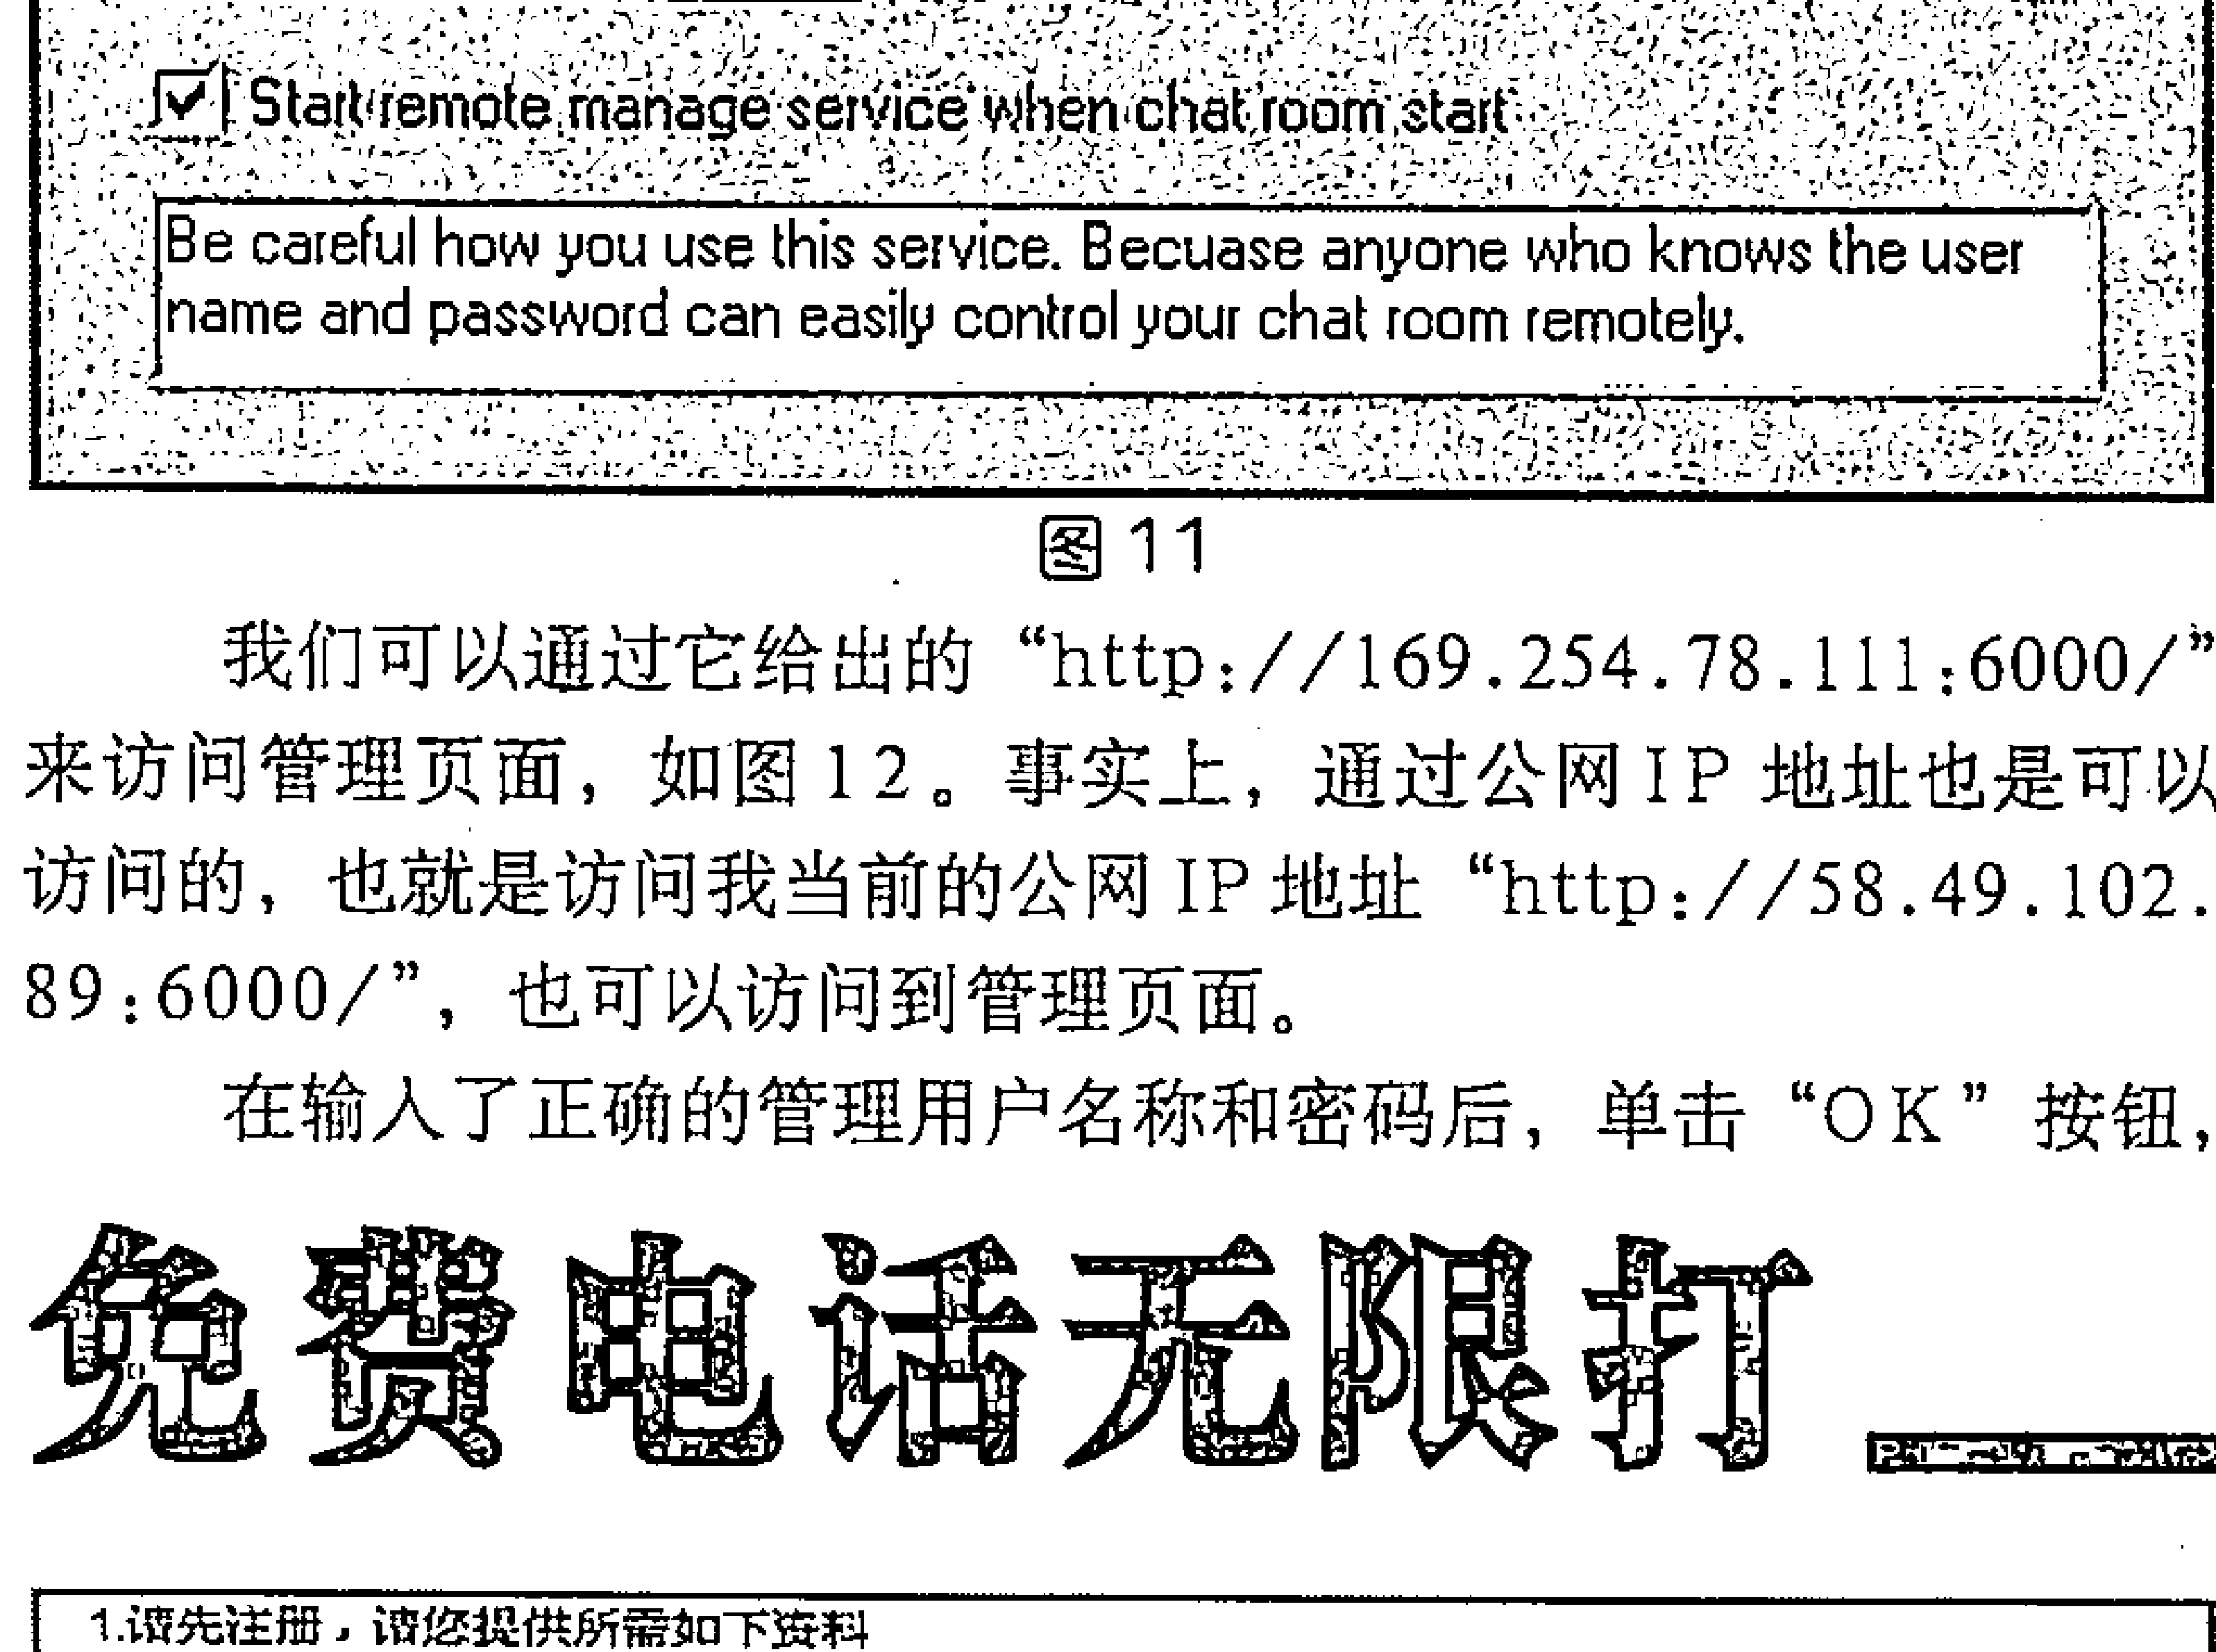 Start remote manage service when chat room start
Be careful how you use this service. Becuase anyone who knows the user
name and password can easily control your chat room remotely.
图11
我们可以通过它给出的“http://169.254.78.111:6000/”
来访问管理页面，如图12。事实上，通过公网IP 地址也是可以
访问的，也就是访问我当前的公网IP 地址“http://58.49.102.
89:6000/”，也可以访问到管理页面。
在输入了正确的管理用户名称和密码后，单击“OK”按钮，
免费电话无限打
1.请先注册，请您提供所需如下资料